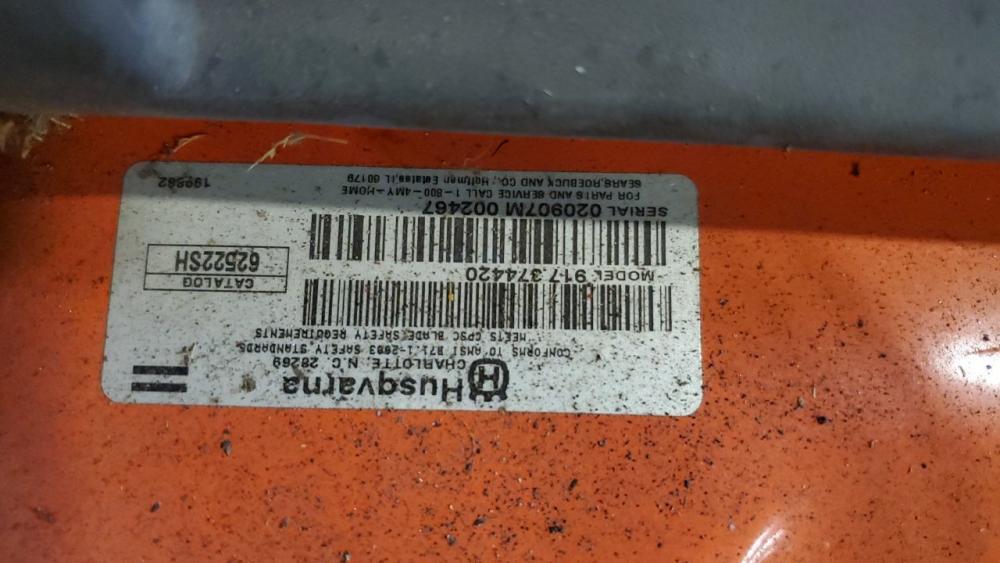 Husqvarna
CHARLOTTE, N.C. 28269
CONFORMS TO ANSI B71.1-2003 SAFETY STANDARDS
MEETS CPSC BLADE SAFETY REQUIREMENTS
MODEL 917.374420
SERIAL 020907M 002467
FOR PARTS AND SERVICE CALL 1-800-4MY-HOME
SEARS, ROEBUCK AND CO., Hoffman Estates, IL 60179
CATALOG
62522SH
199862